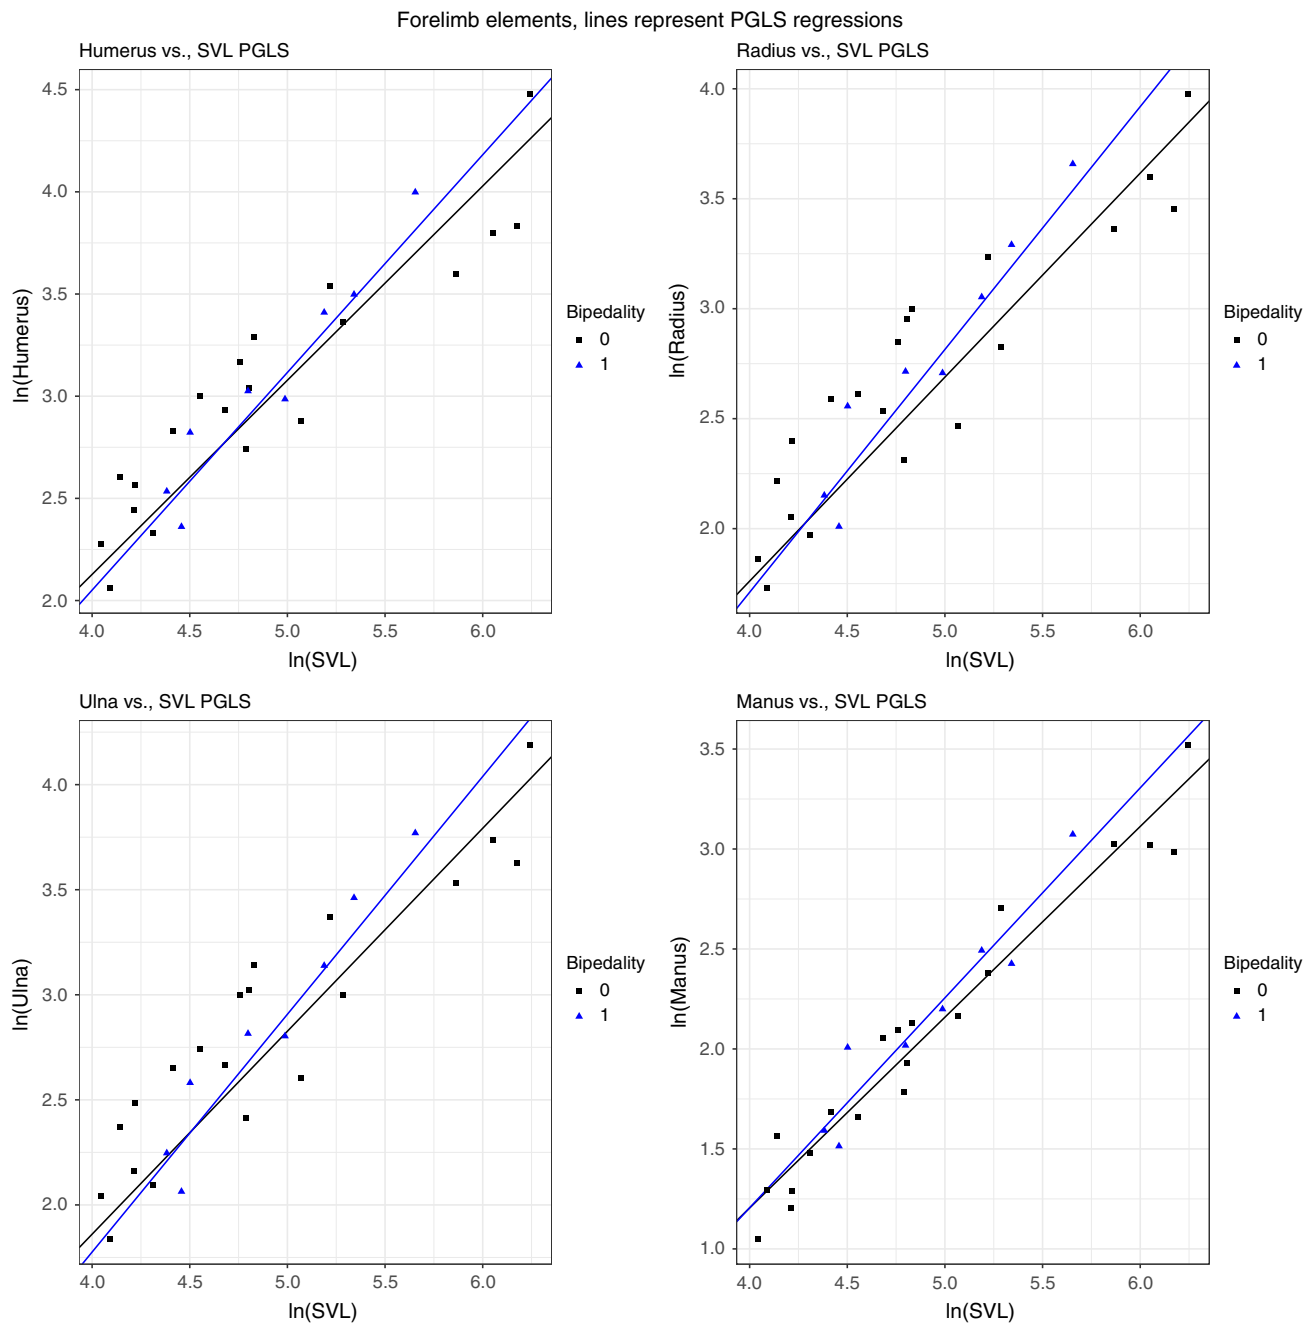 Forelimb elements, lines represent PGLS regressions
Humerus vs., SVL PGLS
4.5
4.0
3.5
3.0
2.5
2.0
ln(Humerus)
4.0 4.5 5.0 5.5 6.0
ln(SVL)
Bipedality
0
1
Radius vs., SVL PGLS
4.0
3.5
3.0
2.5
2.0
ln(Radius)
4.0 4.5 5.0 5.5 6.0
ln(SVL)
Bipedality
0
1
Ulna vs., SVL PGLS
4.0
3.5
3.0
2.5
2.0
ln(Ulna)
4.0 4.5 5.0 5.5 6.0
ln(SVL)
Bipedality
0
1
Manus vs., SVL PGLS
3.5
3.0
2.5
2.0
1.5
1.0
ln(Manus)
4.0 4.5 5.0 5.5 6.0
ln(SVL)
Bipedality
0
1